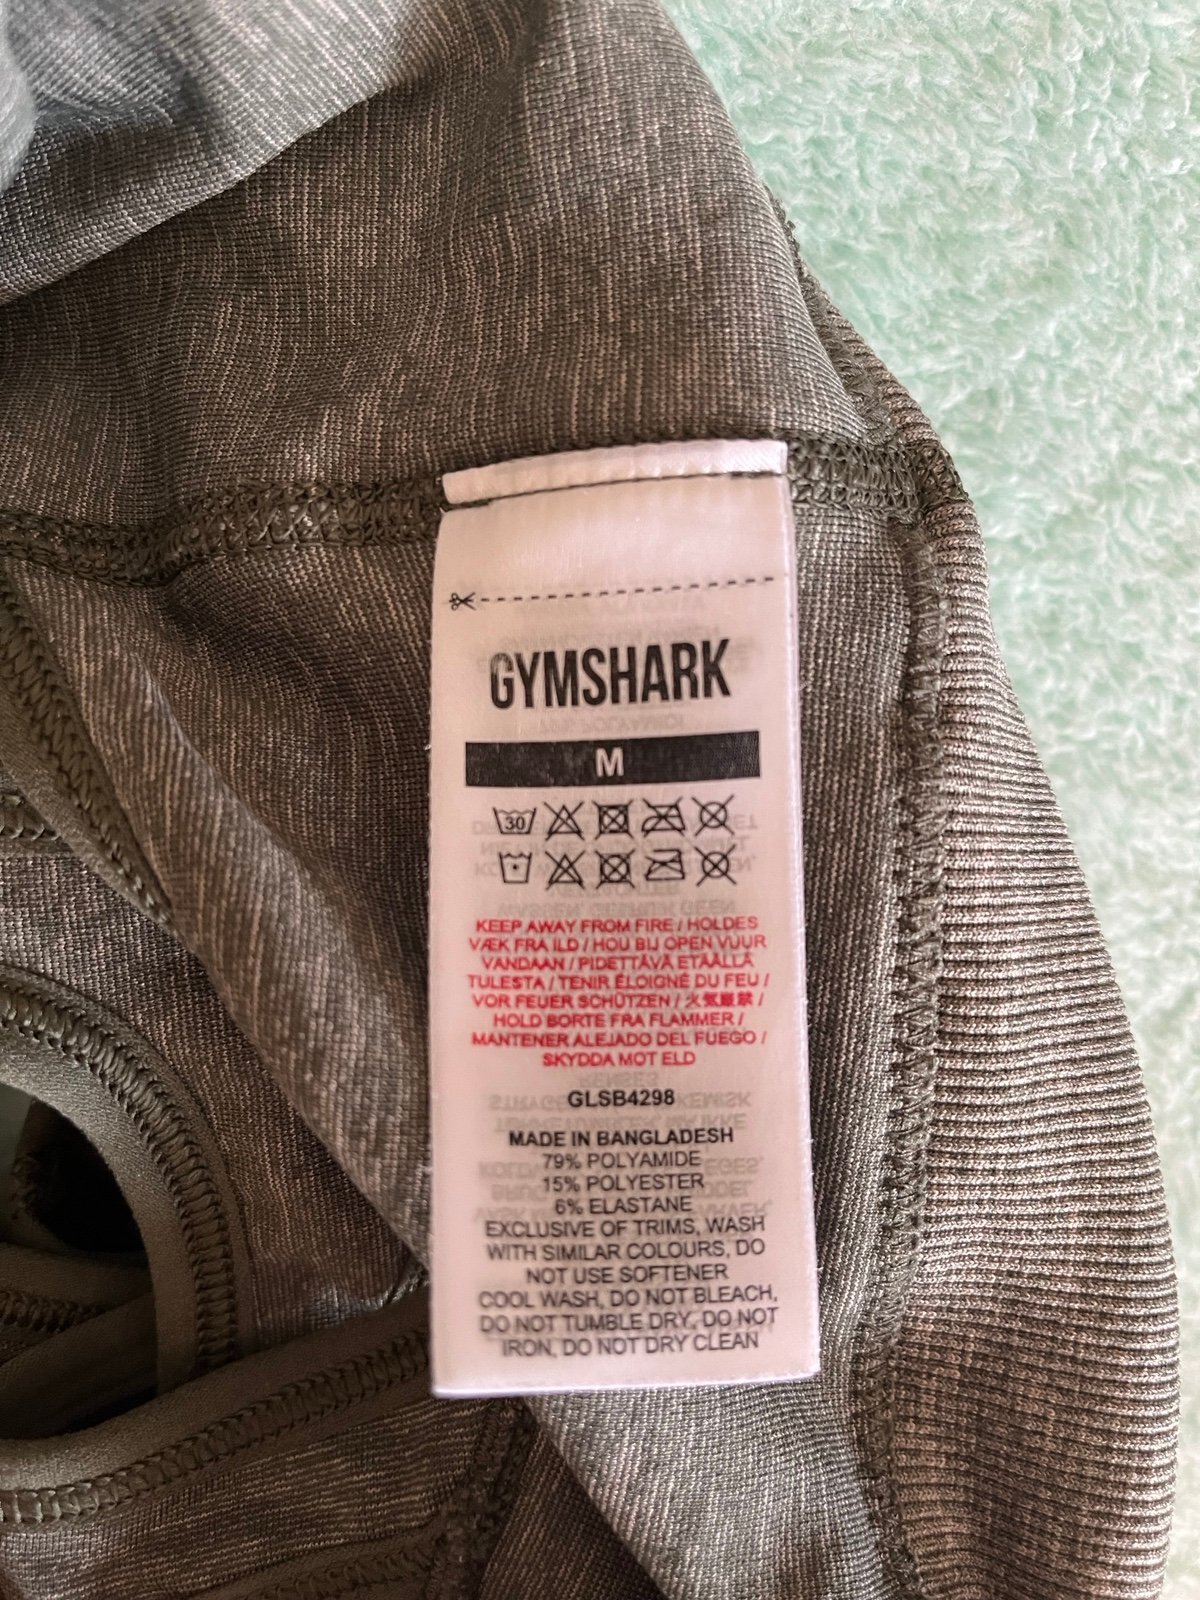 GYMSHARK
M
30
KEEP AWAY FROM FIRE / HOLDES
VÆK FRA ILD / HOU BIJ OPEN VUUR
VANDAAN / PIDETTÄVÄ ETÄÄLLÄ
TULESTA / TENIR ÉLOIGNÉ DU FEU /
VOR FEUER SCHÜTZEN / 火気厳禁 /
HOLD BORTE FRA FLAMMER /
MANTENER ALEJADO DEL FUEGO /
SKYDDA MOT ELD
GLSB4298
MADE IN BANGLADESH
79% POLYAMIDE
15% POLYESTER
6% ELASTANE
EXCLUSIVE OF TRIMS, WASH
WITH SIMILAR COLOURS, DO
NOT USE SOFTENER
COOL WASH, DO NOT BLEACH,
DO NOT TUMBLE DRY, DO NOT
IRON, DO NOT DRY CLEAN